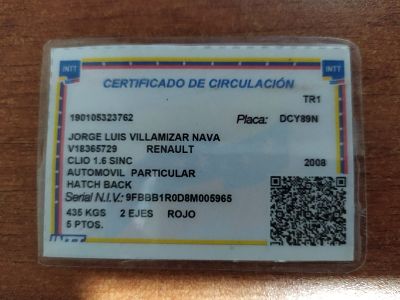 INTT
INTT
CERTIFICADO DE CIRCULACIÓN
TR1
190105323762 Placa: DCY89N
JORGE LUIS VILLAMIZAR NAVA
V18365729 RENAULT
CLIO 1.6 SINC 2008
AUTOMOVIL PARTICULAR
HATCH BACK
Serial N.I.V.: 9FBBB1R0D8M005965
435 KGS 2 EJES ROJO
5 PTOS.
INTT